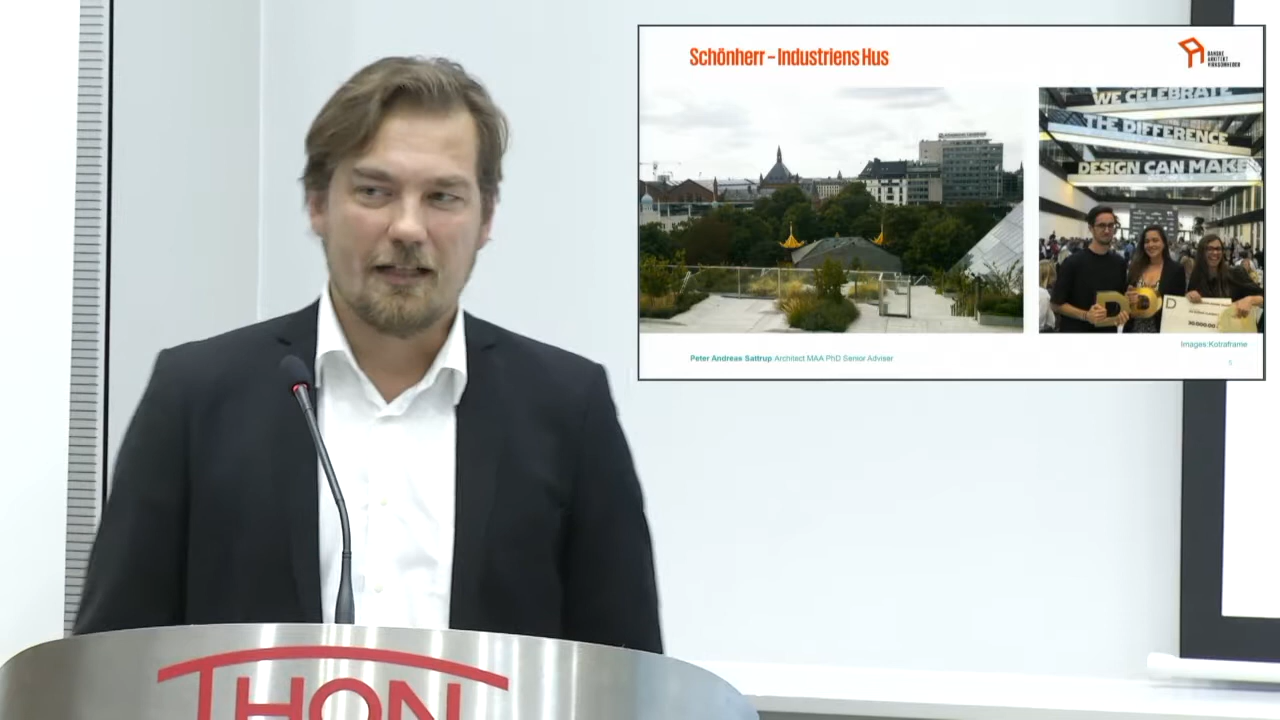 Schönherr – Industriens Hus
DANSKE
ARKITEKT
VIRKSOMHEDER
WE CELEBRATE
THE DIFFERENCE
DESIGN CAN MAKE
Images:Kotraframe
Peter Andreas Sattrup Architect MAA PhD Senior Adviser
5
THON